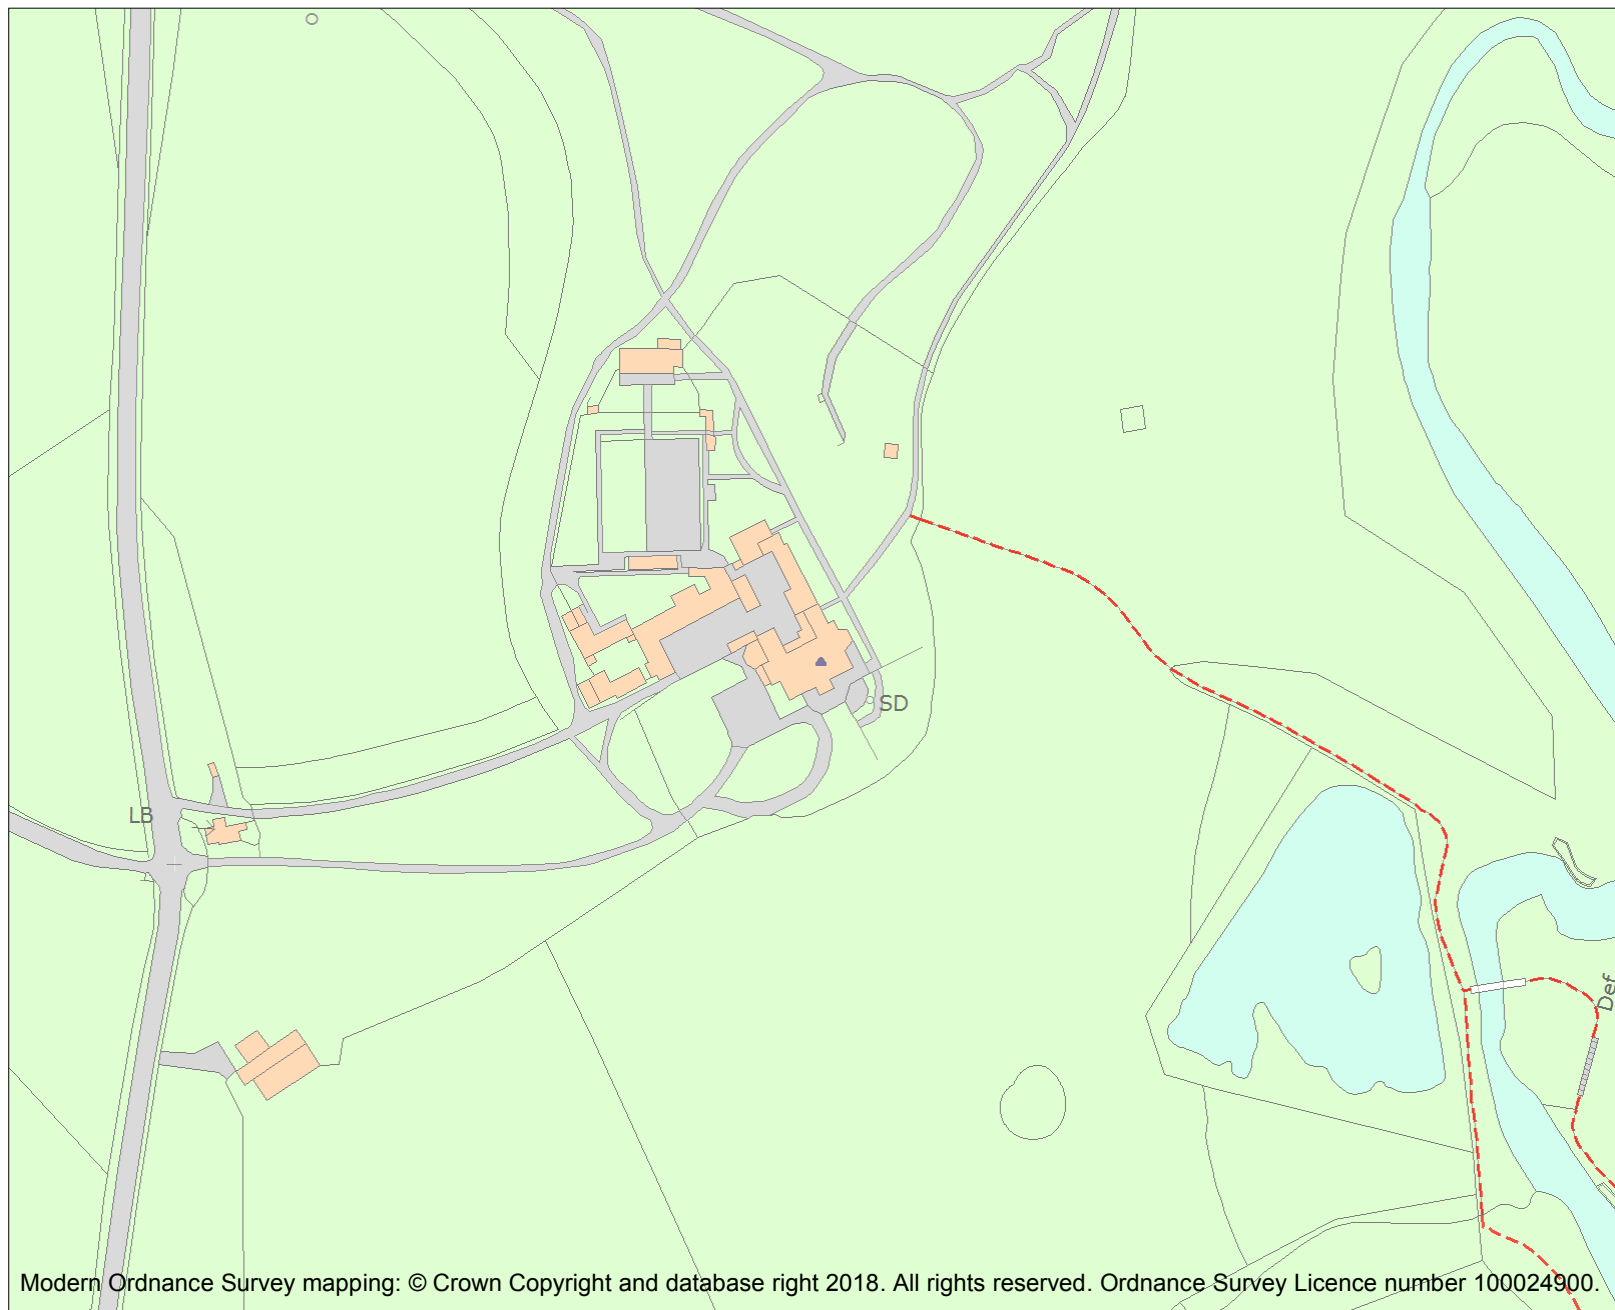 SD
LB
Def
Modern Ordnance Survey mapping: © Crown Copyright and database right 2018. All rights reserved. Ordnance Survey Licence number 100024900.